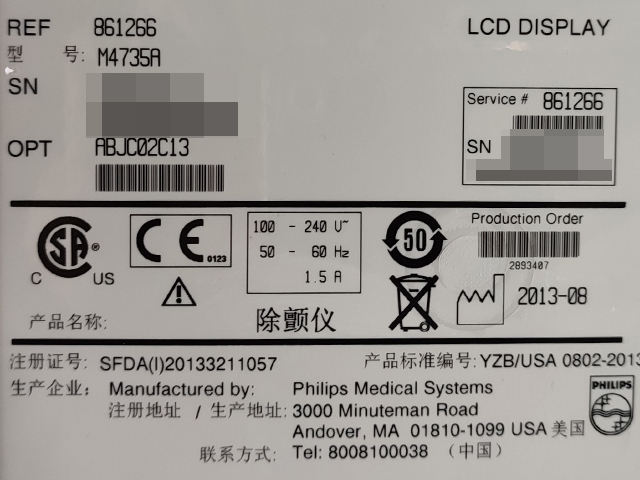 REF 861266
LCD DISPLAY
型 号: M4735A
SN
Service # 861266
SN
OPT ABJC02C13
CSA ® C US
CE 0123
100 - 240 V~
50 - 60 Hz
1.5 A
50
Production Order
2893407
2013-08
产品名称: 除颤仪
注册证号: SFDA(I)20133211057 产品标准编号: YZB/USA 0802-2013
生产企业: Manufactured by: Philips Medical Systems
PHILIPS
注册地址 / 生产地址: 3000 Minuteman Road
Andover, MA 01810-1099 USA 美国
联系方式: Tel: 8008100038 (中国)